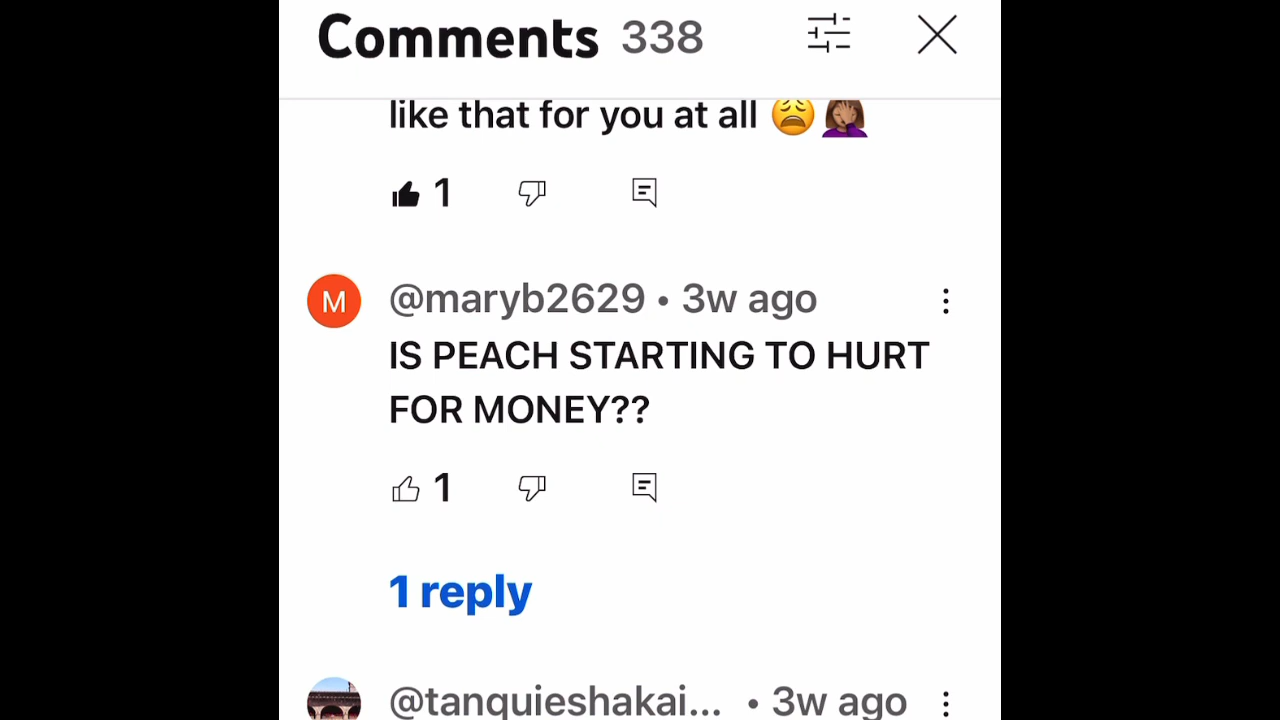 Comments 338
like that for you at all 😩🤦🏾‍♀️
1
M
@maryb2629 • 3w ago
IS PEACH STARTING TO HURT
FOR MONEY??
1
1 reply
@tanquieshakai... • 3w ago